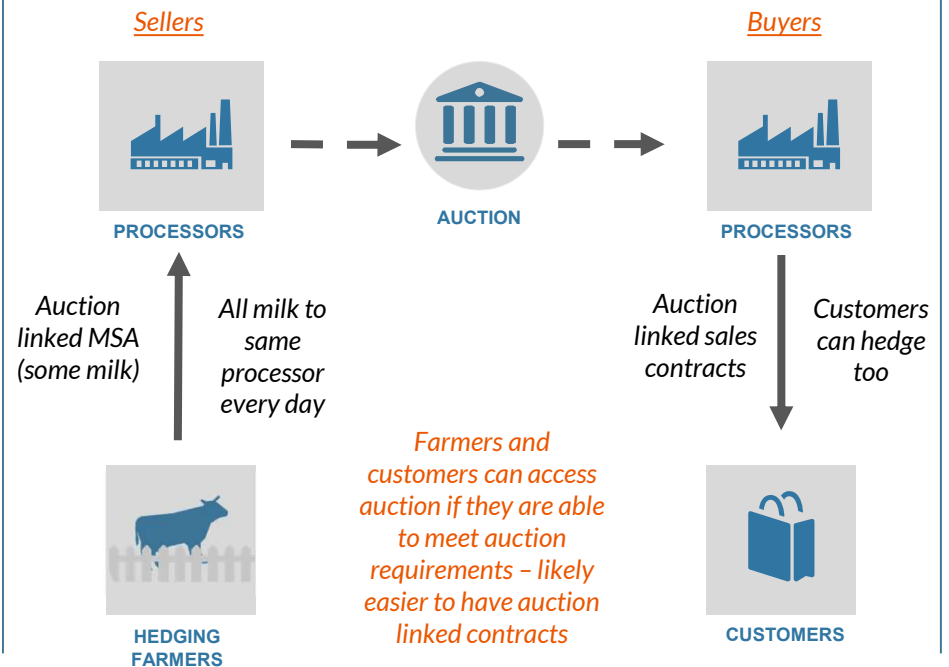 Sellers
Buyers
PROCESSORS
AUCTION
PROCESSORS
Auction
linked MSA
(some milk)
All milk to
same
processor
every day
Auction
linked sales
contracts
Customers
can hedge
too
Farmers and
customers can access
auction if they are able
to meet auction
requirements – likely
easier to have auction
linked contracts
HEDGING
FARMERS
CUSTOMERS